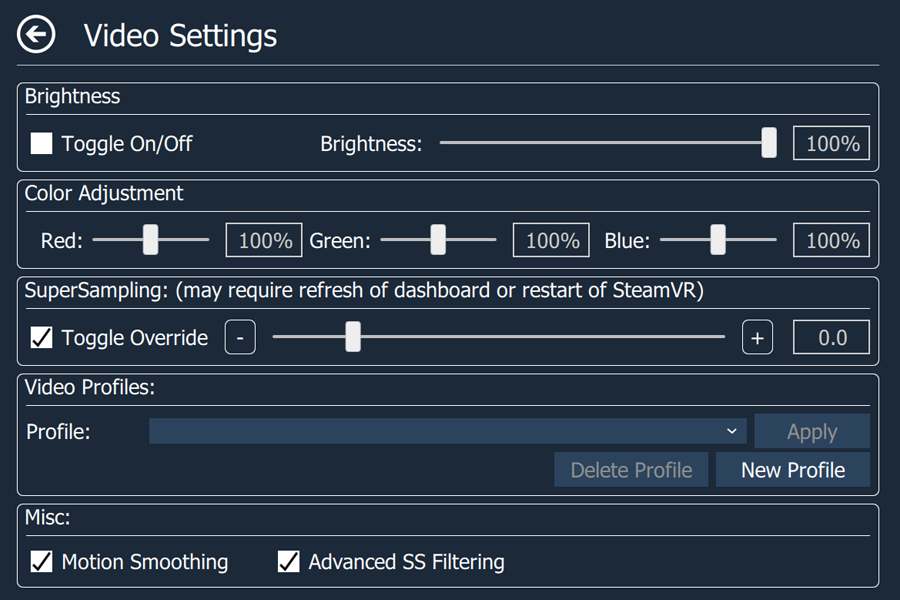 Video Settings
Brightness
Toggle On/Off Brightness: 100%
Color Adjustment
Red: 100% Green: 100% Blue: 100%
SuperSampling: (may require refresh of dashboard or restart of SteamVR)
Toggle Override - + 0.0
Video Profiles:
Profile: Apply
Delete Profile New Profile
Misc:
Motion Smoothing Advanced SS Filtering